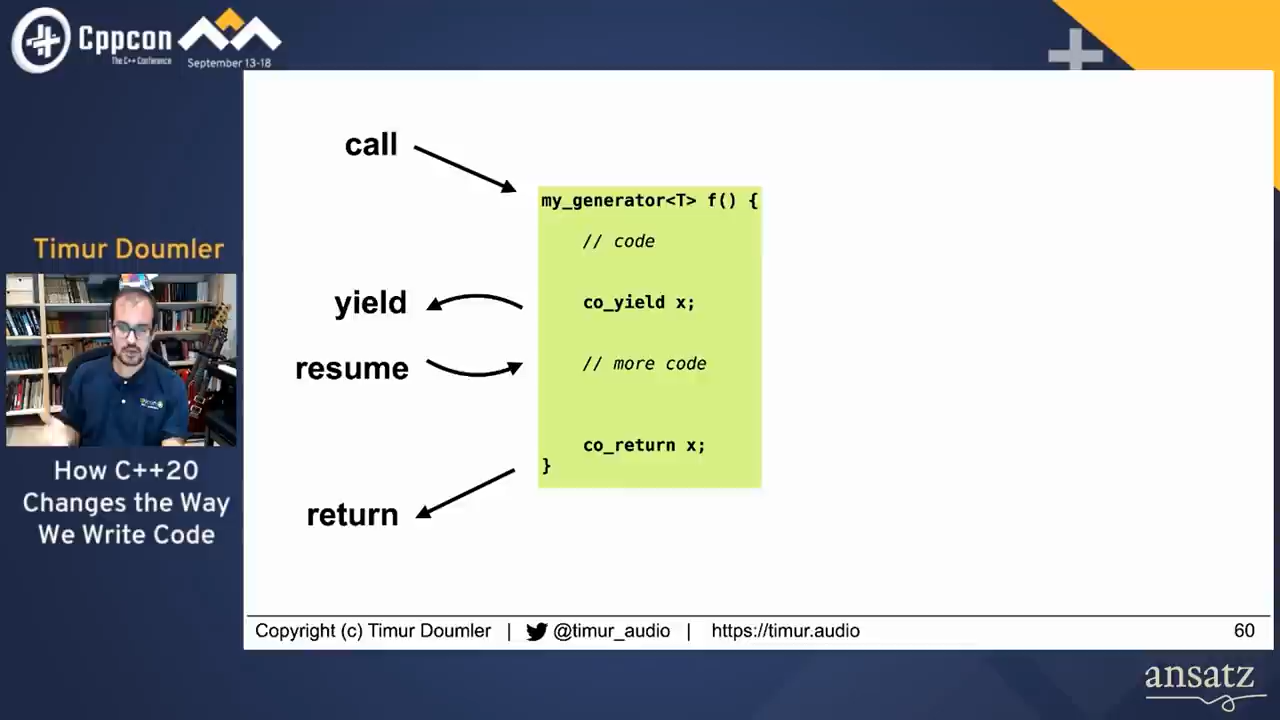 Cppcon
The C++ Conference
September 13-18
Timur Doumler
How C++20
Changes the Way
We Write Code
call
my_generator<T> f() {
// code
yield
co_yield x;
resume
// more code
co_return x;
}
return
Copyright (c) Timur Doumler | @timur_audio | https://timur.audio
60
ansatz